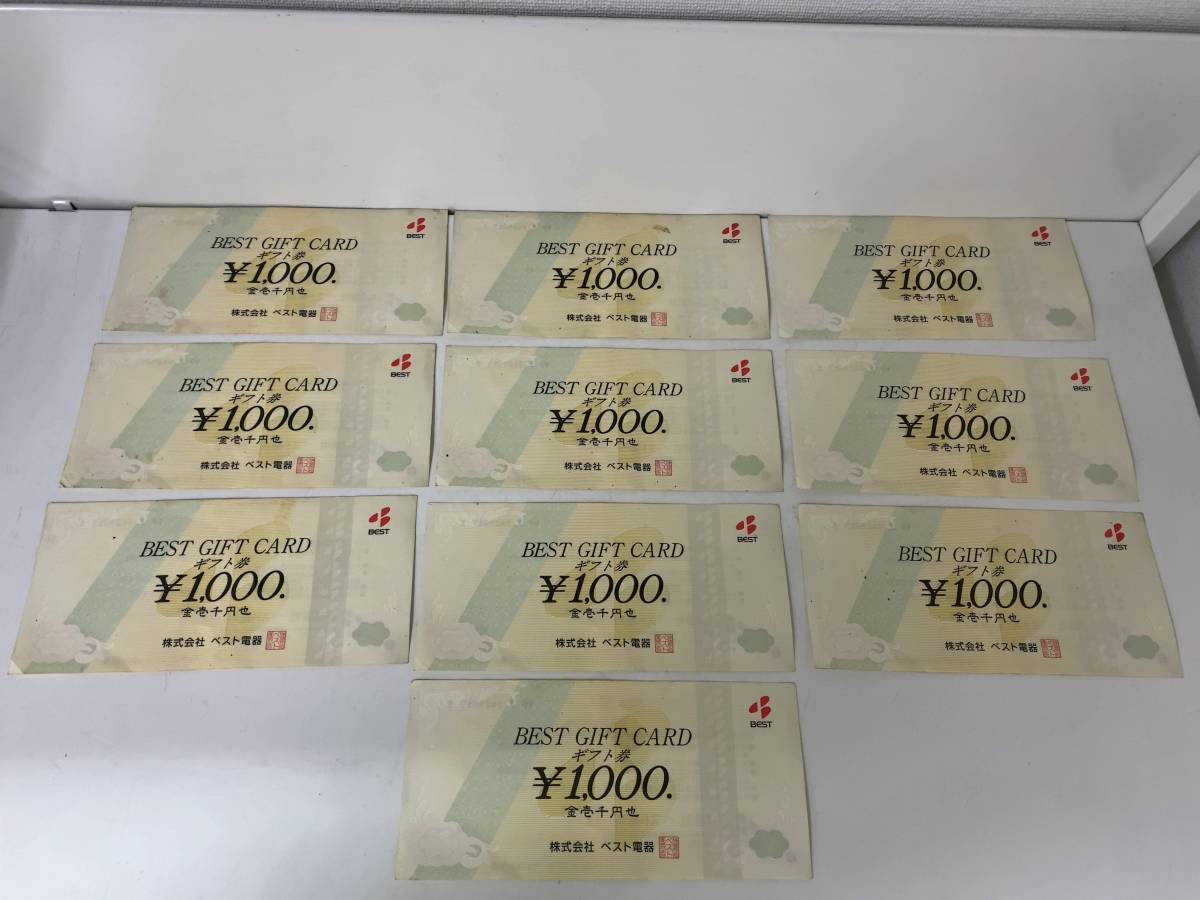 BEST GIFT CARD
BEST
ギフト券
¥1,000.
金壱千円也
株式会社 ベスト電器
BEST GIFT CARD
BEST
ギフト券
¥1,000.
金壱千円也
株式会社 ベスト電器
BEST GIFT CARD
BEST
ギフト券
¥1,000.
金壱千円也
株式会社 ベスト電器
BEST GIFT CARD
BEST
ギフト券
¥1,000.
金壱千円也
株式会社 ベスト電器
BEST GIFT CARD
BEST
ギフト券
¥1,000.
金壱千円也
株式会社 ベスト電器
BEST GIFT CARD
BEST
ギフト券
¥1,000.
金壱千円也
株式会社 ベスト電器
BEST GIFT CARD
BEST
ギフト券
¥1,000.
金壱千円也
株式会社 ベスト電器
BEST GIFT CARD
BEST
ギフト券
¥1,000.
金壱千円也
株式会社 ベスト電器
BEST GIFT CARD
BEST
ギフト券
¥1,000.
金壱千円也
株式会社 ベスト電器
BEST GIFT CARD
BEST
ギフト券
¥1,000.
金壱千円也
株式会社 ベスト電器